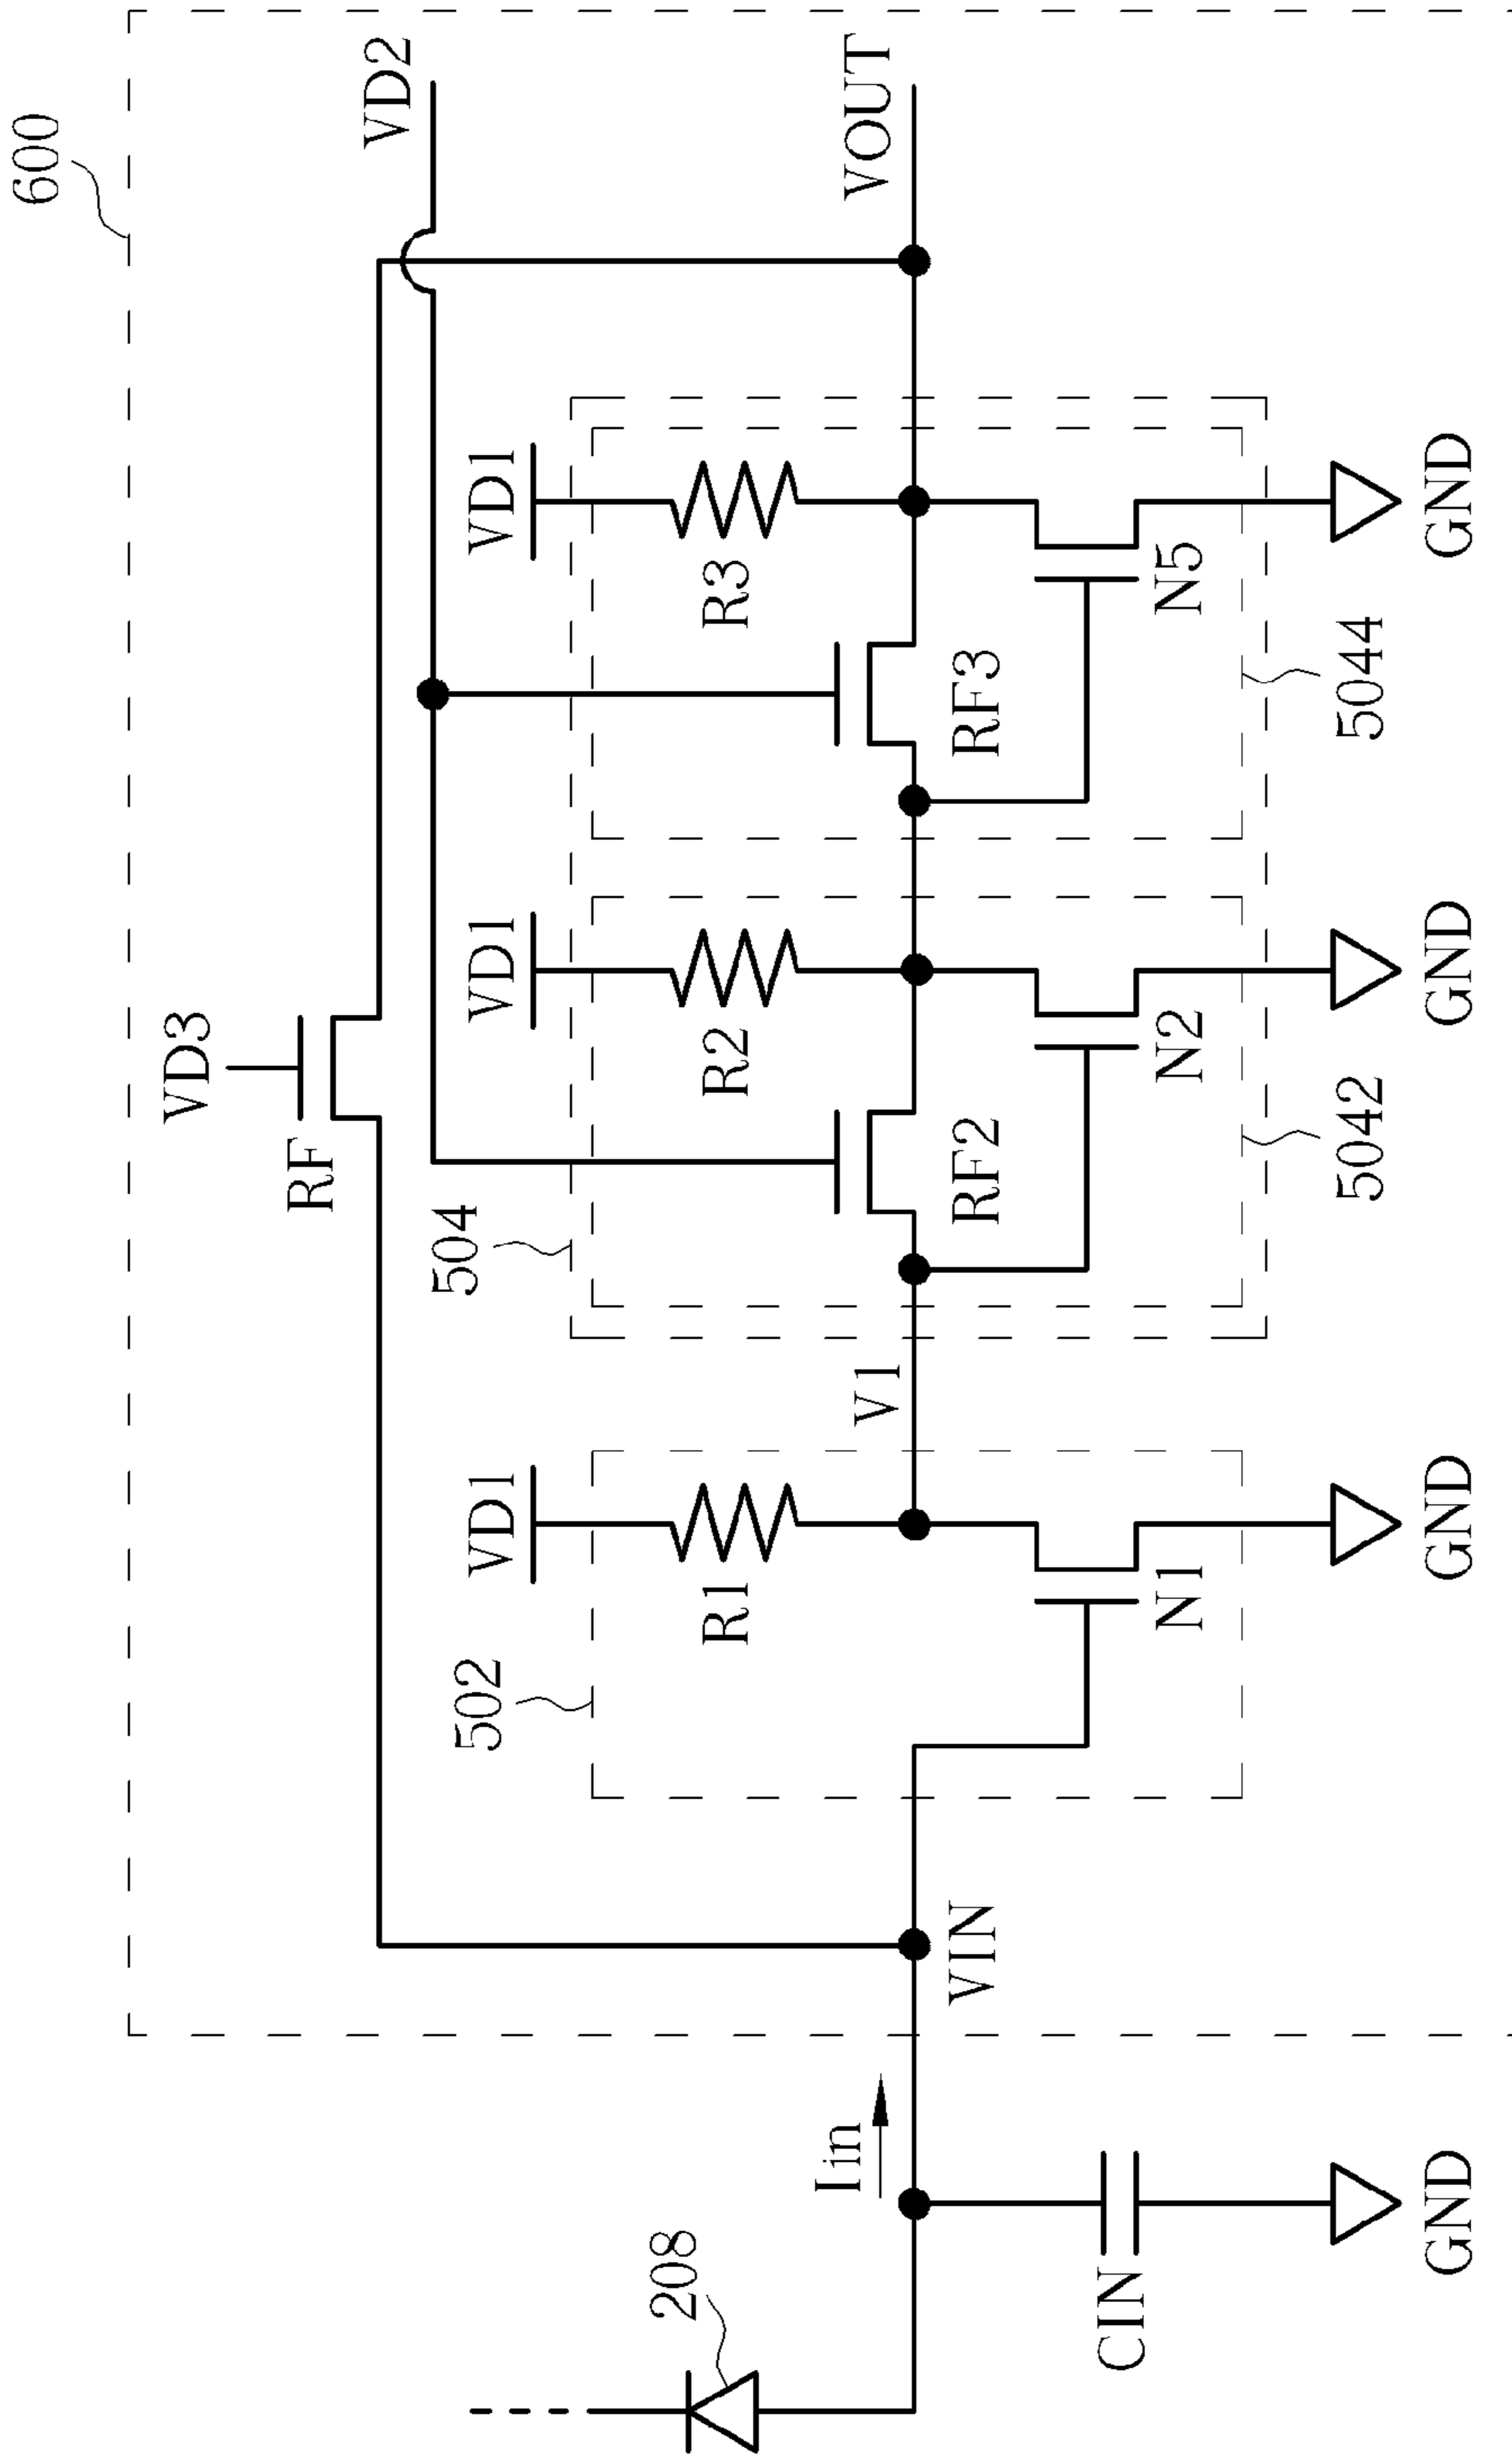 600
VD3
RF
VD2
504
502
VD1
VD1
VD1
R1
R2
R3
208
Iin
V1
VOUT
VIN
RF2
RF3
CIN
N1
N2
N5
5042
5044
GND
GND
GND
GND